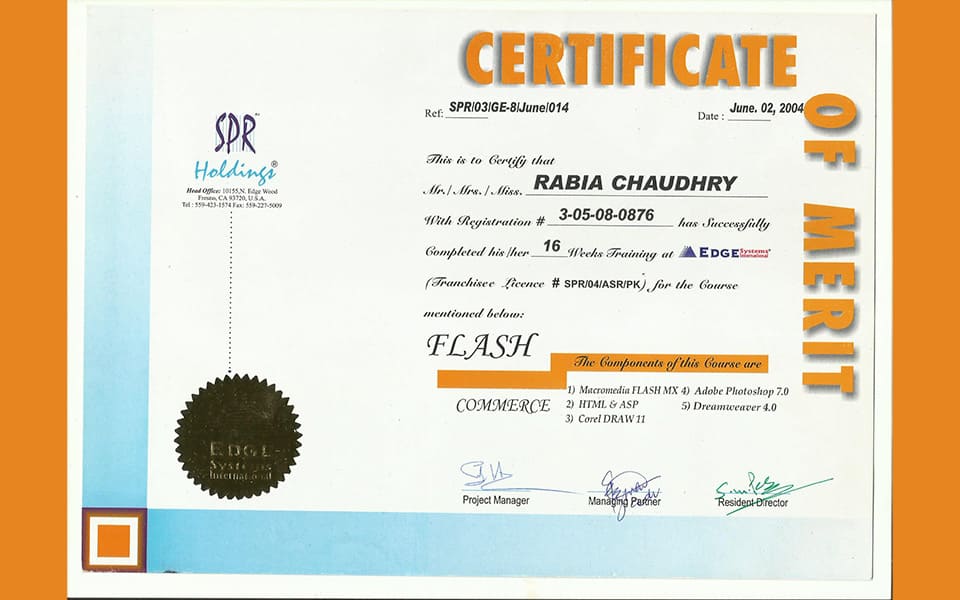 CERTIFICATE
OF MERIT
Ref: SPR/03/GE-8/June/014
Date : June. 02, 2004
SPR™
Holdings®
Head Office: 10155,N. Edge Wood
Fresno, CA 93720, U.S.A.
Tel : 559-423-1574 Fax: 559-227-5009
This is to Certify that
Mr./Mrs./Miss. RABIA CHAUDHRY
With Registration # 3-05-08-0876 has Successfully
Completed his/her 16 Weeks Training at EDGE Systems® International
(Tranchisee Licence # SPR/04/ASR/PK) for the Course
mentioned below:
FLASH
COMMERCE
The Components of this Course are
1) Macromedia FLASH MX 4) Adobe Photoshop 7.0
2) HTML & ASP 5) Dreamweaver 4.0
3) Corel DRAW 11
EDGE
Systems
International
Project Manager
Managing Partner
Resident Director